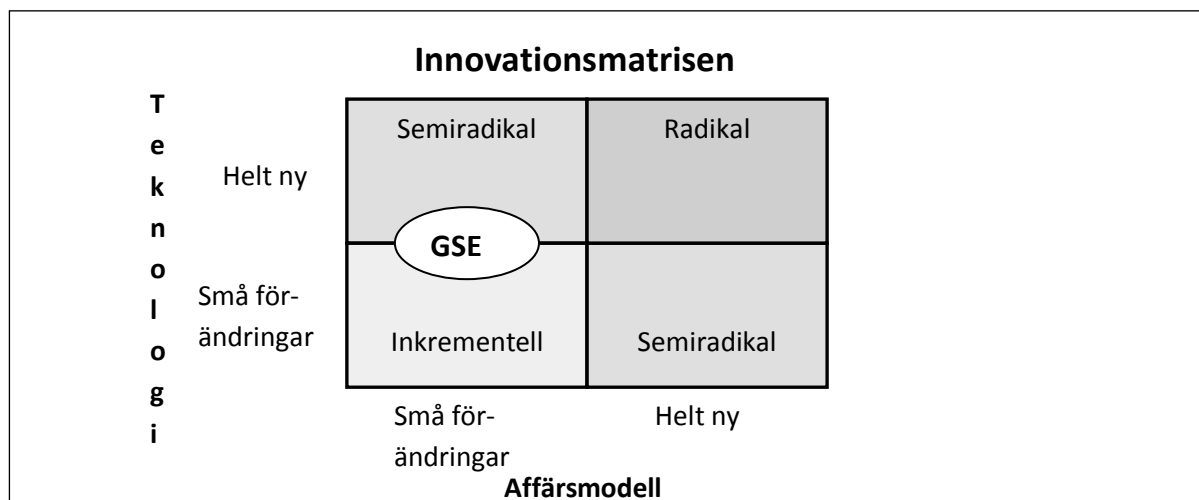 Innovationsmatrisen
T
e
k
n
o
l
o
g
i
Semiradikal
Radikal
Helt ny
GSE
Små för-
ändringar
Inkrementell
Semiradikal
Små för-
ändringar
Helt ny
Affärsmodell